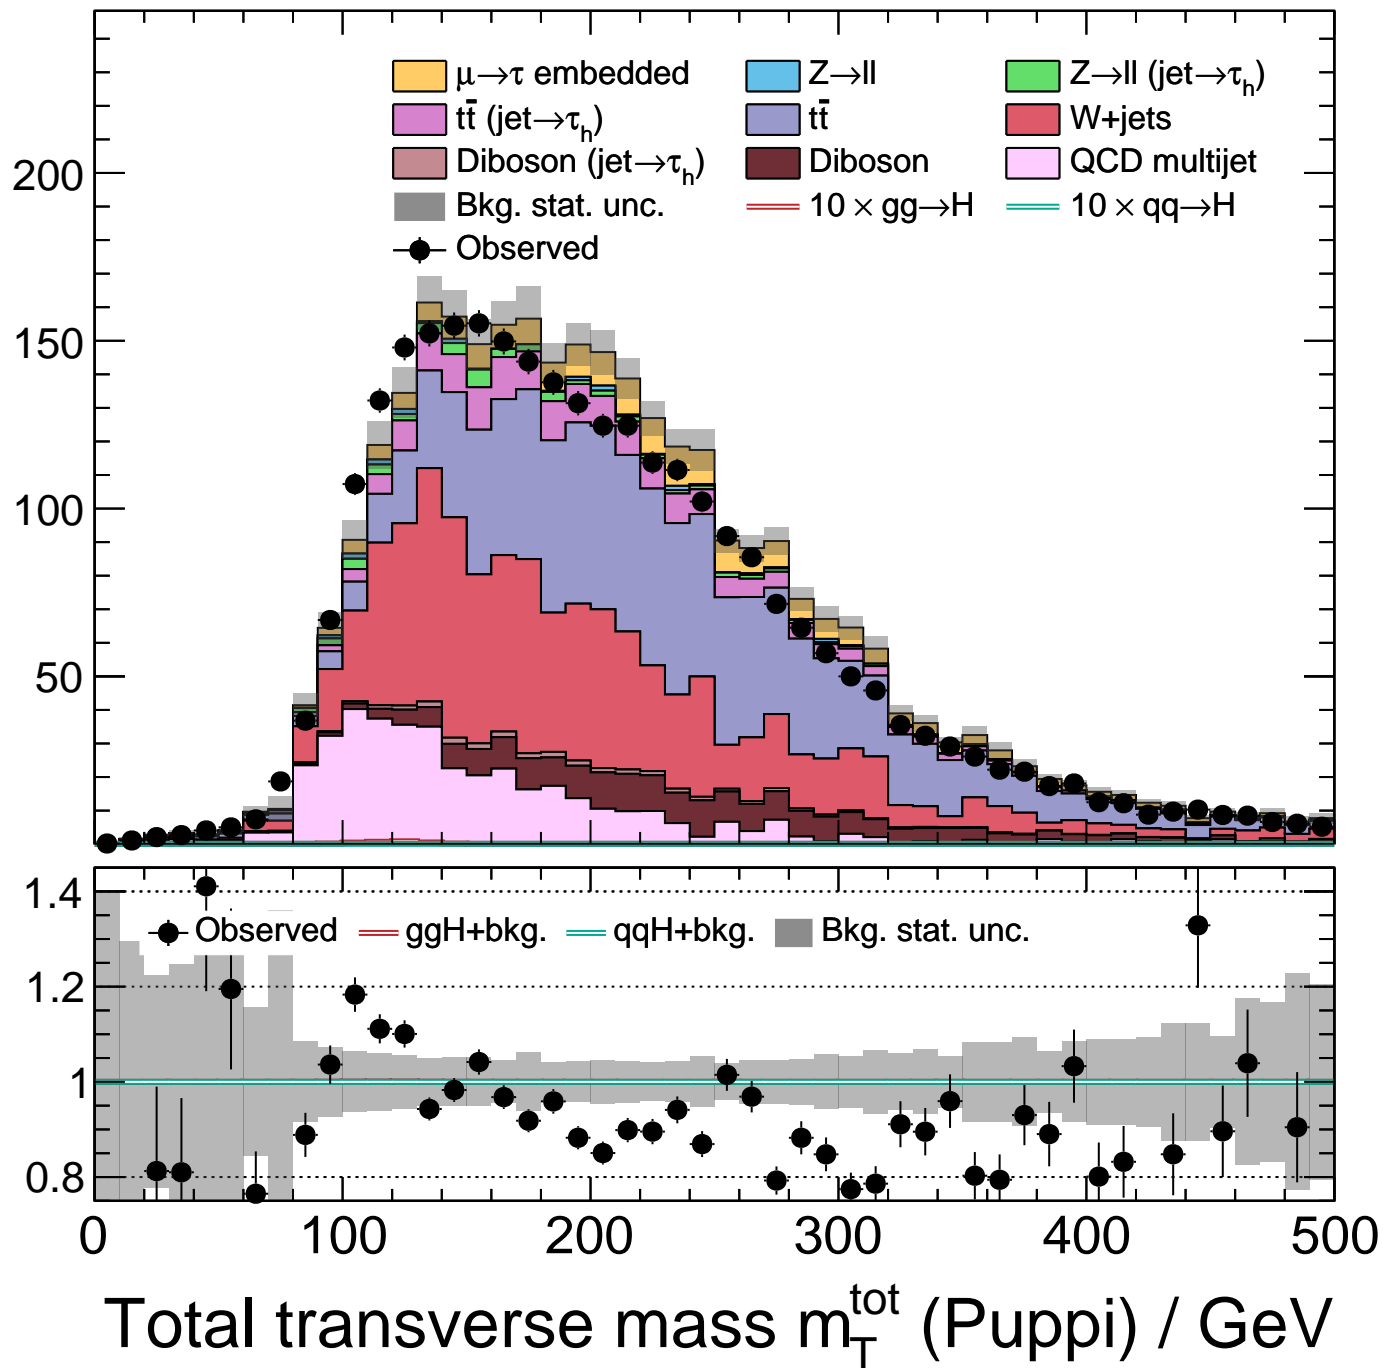 μ→τ embedded Z→ll Z→ll (jet→τh)
tt̄ (jet→τh) tt̄ W+jets
Diboson (jet→τh) Diboson QCD multijet
Bkg. stat. unc. 10 × gg→H 10 × qq→H
Observed
200
150
100
50
1.4
Observed ggH+bkg. qqH+bkg. Bkg. stat. unc.
1.2
1
0.8
0 100 200 300 400 500
Total transverse mass m_T^tot (Puppi) / GeV